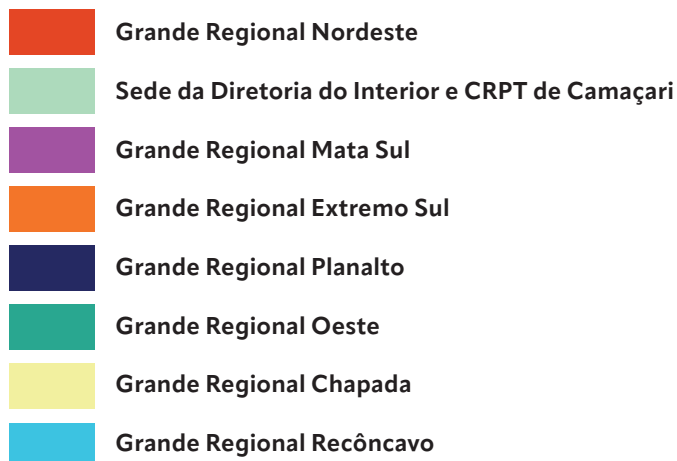 Grande Regional Nordeste
Sede da Diretoria do Interior e CRPT de Camaçari
Grande Regional Mata Sul
Grande Regional Extremo Sul
Grande Regional Planalto
Grande Regional Oeste
Grande Regional Chapada
Grande Regional Recôncavo